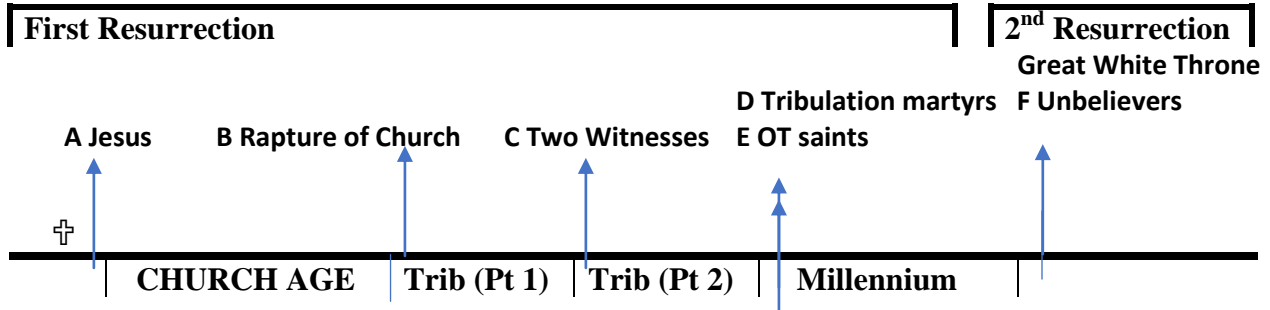 First Resurrection 2nd Resurrection
Great White Throne
D Tribulation martyrs F Unbelievers
A Jesus B Rapture of Church C Two Witnesses E OT saints
CHURCH AGE Trib (Pt 1) Trib (Pt 2) Millennium